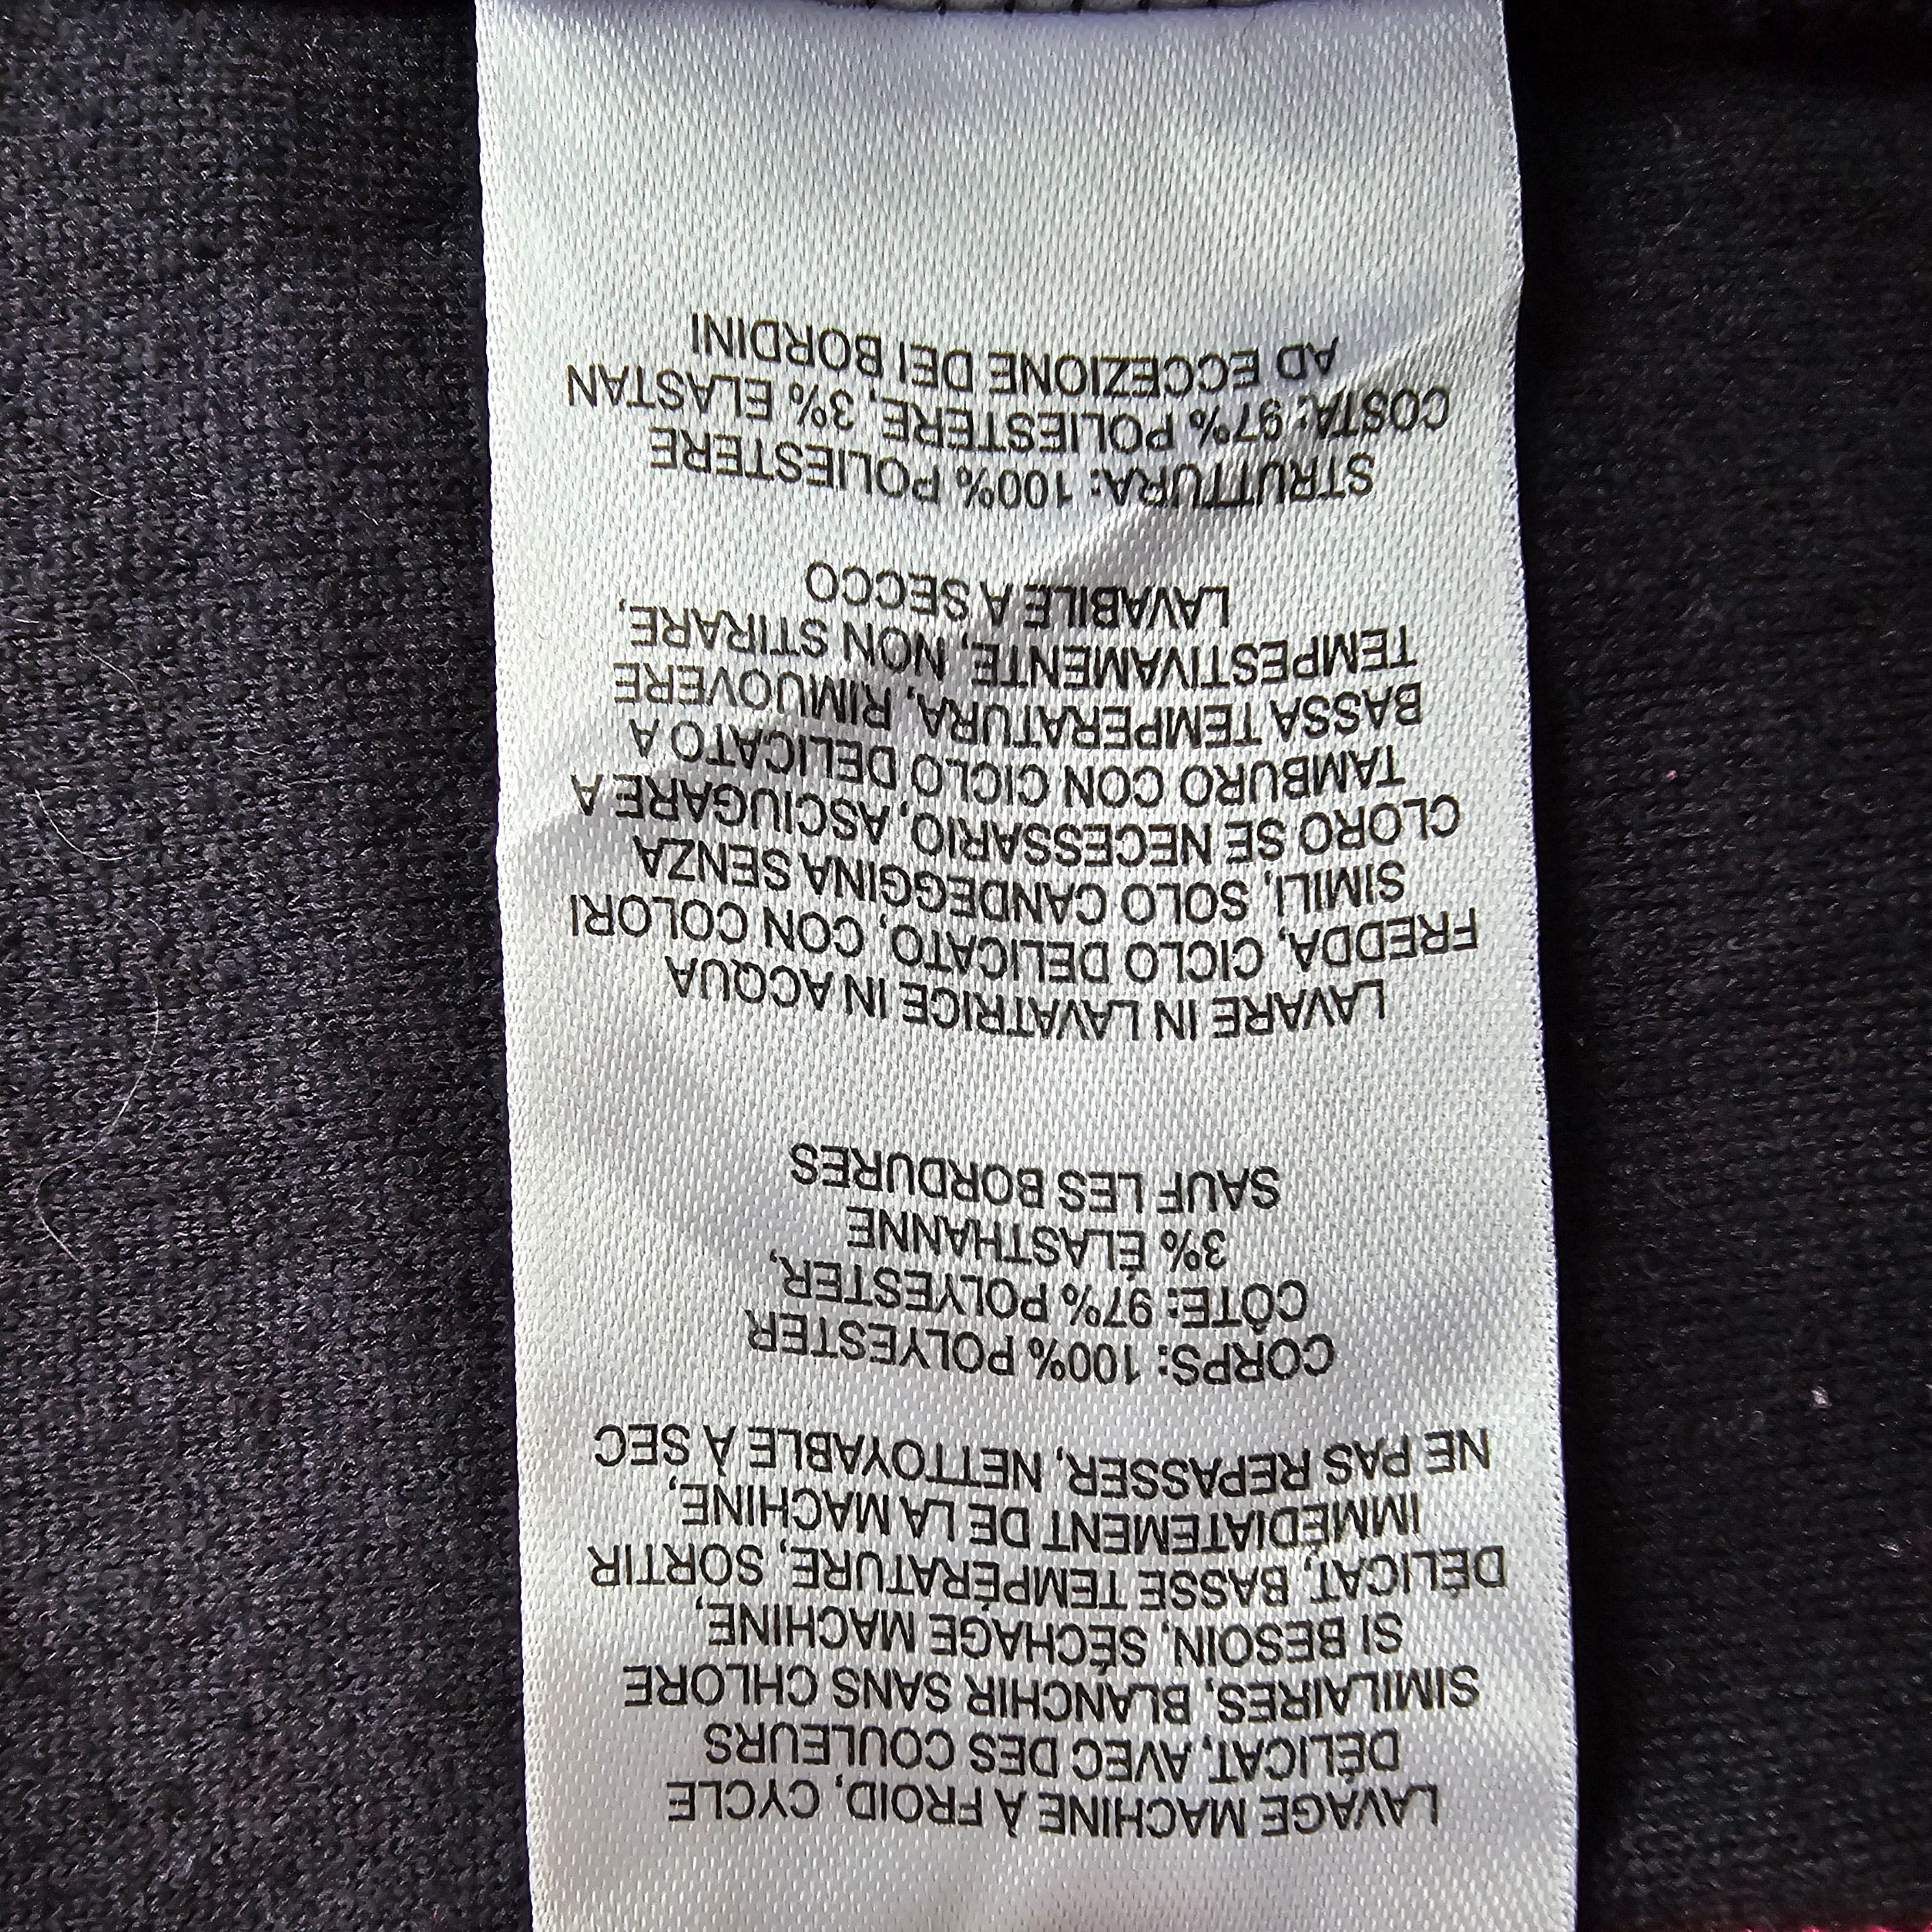 LAVAGE MACHINE À FROID, CYCLE
DÉLICAT, AVEC DES COULEURS
SIMILAIRES, BLANCHIR SANS CHLORE
SI BESOIN, SÉCHAGE MACHINE,
DÉLICAT, BASSE TEMPÉRATURE, SORTIR
IMMÉDIATEMENT DE LA MACHINE,
NE PAS REPASSER, NETTOYABLE À SEC
CORPS: 100% POLYESTER
CÔTE: 97% POLYESTER,
3% ÉLASTHANNE
SAUF LES BORDURES
LAVARE IN LAVATRICE IN ACQUA
FREDDA, CICLO DELICATO, CON COLORI
SIMILI, SOLO CANDEGGINA SENZA
CLORO SE NECESSARIO, ASCIUGARE A
TAMBURO CON CICLO DELICATO A
BASSA TEMPERATURA, RIMUOVERE
TEMPESTIVAMENTE, NON STIRARE,
LAVABILE A SECCO
STRUTTURA: 100% POLIESTERE
COSTA: 97% POLIESTERE, 3% ELASTAN
AD ECCEZIONE DEI BORDINI